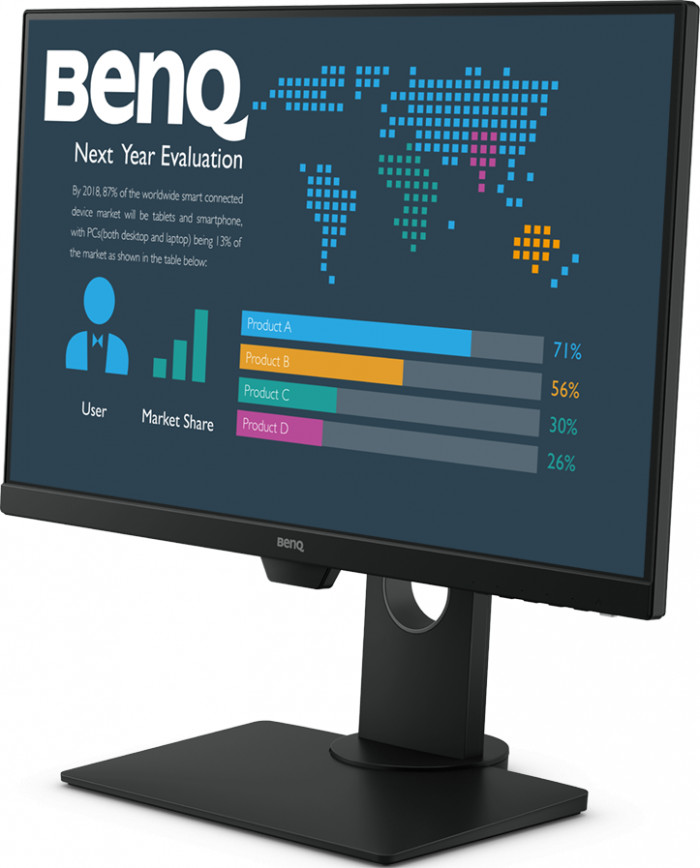 BenQ
Next Year Evaluation
By 2018, 87% of the worldwide smart connected
device market will be tablets and smartphone,
with PCs(both desktop and laptop) being 13% of
the market as shown in the table below:
User
Market Share
Product A
71%
Product B
56%
Product C
30%
Product D
26%
BenQ